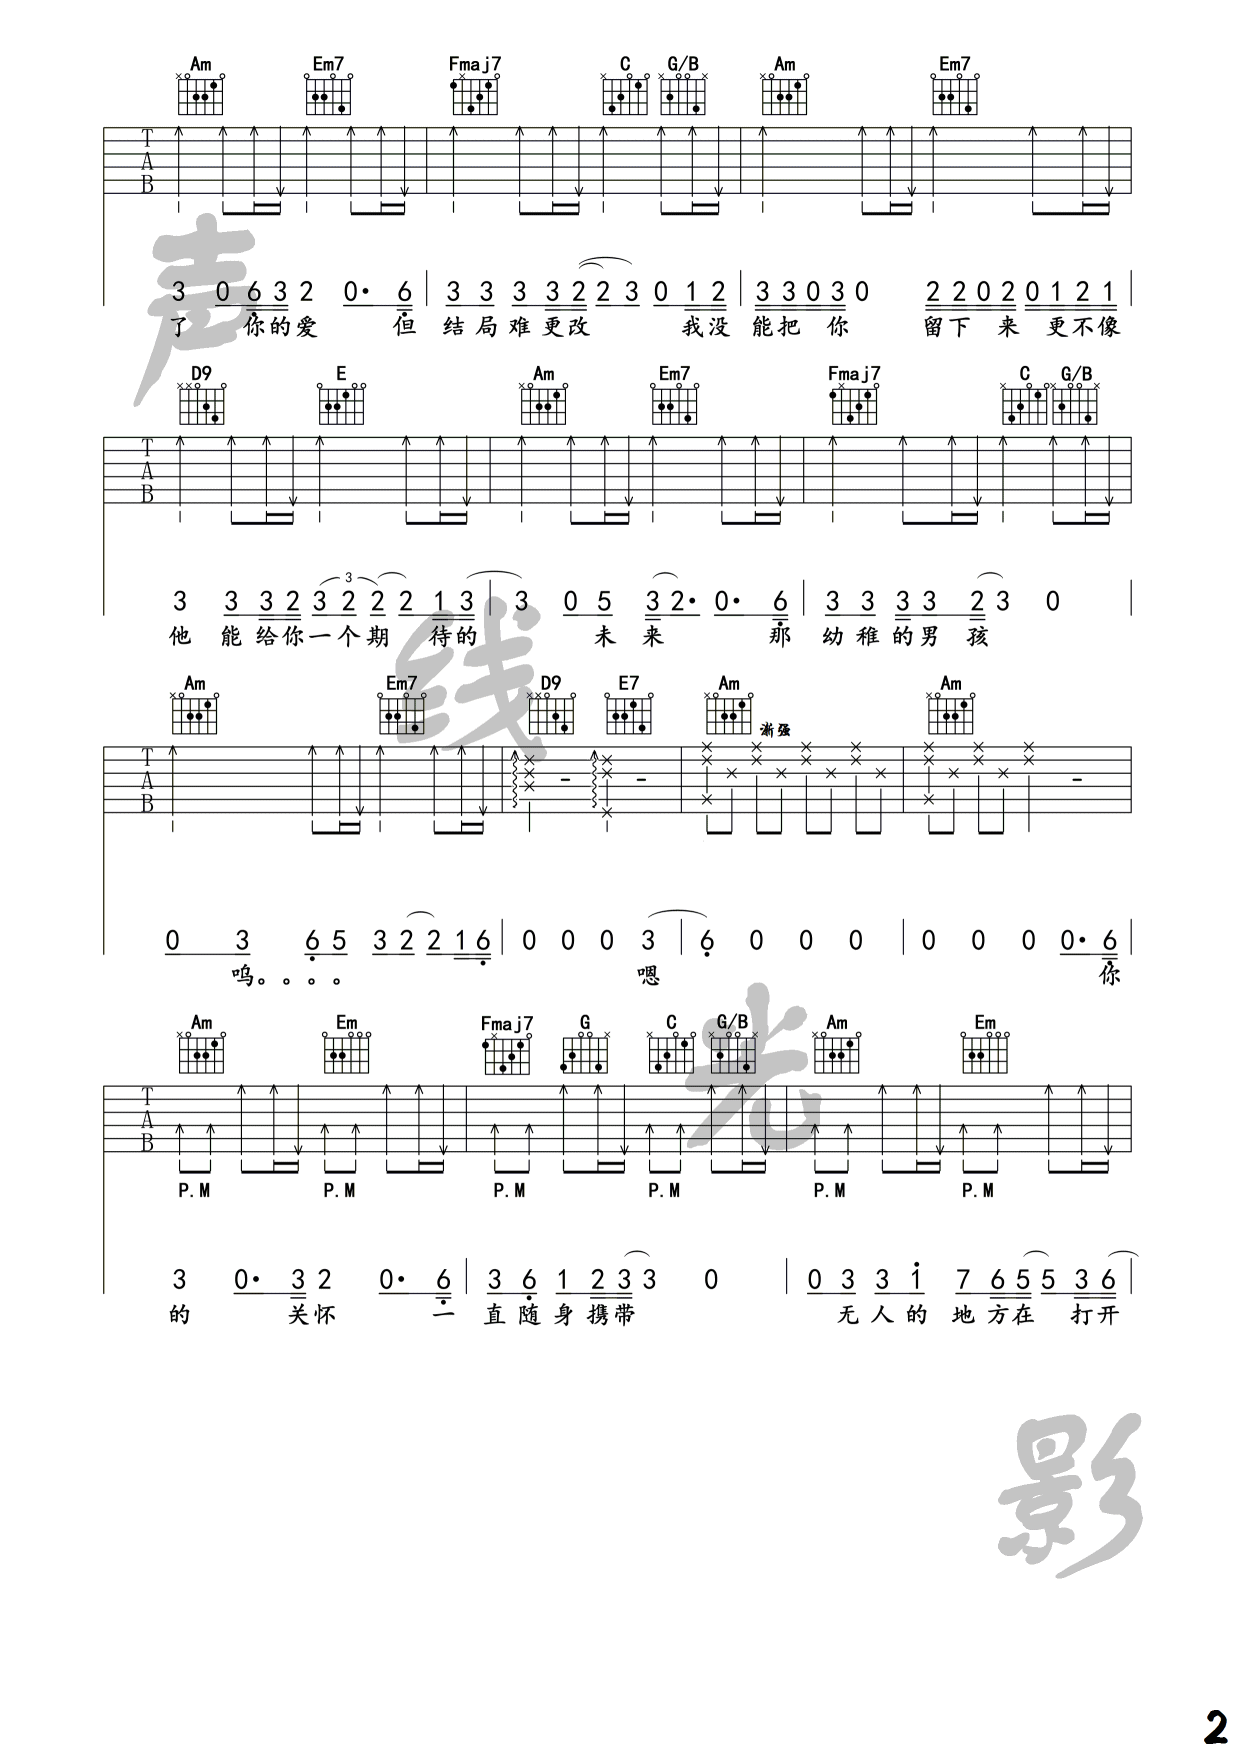 Am Em7 Fmaj7 C G/B Am Em7
T
A
B
3 0 6 3 2 0· 6 | 3 3 3 3 2 2 3 0 1 2 | 3 3 0 3 0 2 2 0 2 0 1 2 1 |
了 你的爱 但 结局难更改 我没 能把 你 留下 来 更不像
D9 E Am Em7 Fmaj7 C G/B
T
A
B
3
3 3 3 2 3 2 2 2 1 3 | 3 0 5 3 2· 0· 6 | 3 3 3 3 2 3 0 |
他 能给你一个期 待的 未来 那 幼稚的男孩
Am Em7 D9 E7 Am Am
渐强
T
A
B
0 3 6 5 3 2 2 1 6 | 0 0 0 3 | 6 0 0 0 | 0 0 0 0· 6 |
呜。。。。 嗯 你
Am Em Fmaj7 G C G/B Am Em
T
A
B
P.M P.M P.M P.M P.M P.M
3 0· 3 2 0· 6 | 3 6 1 2 3 3 0 | 0 3 3 1 7 6 5 5 3 6 |
的 关怀 一 直随身携带 无人的 地方在 打开
声
线
光
影
2